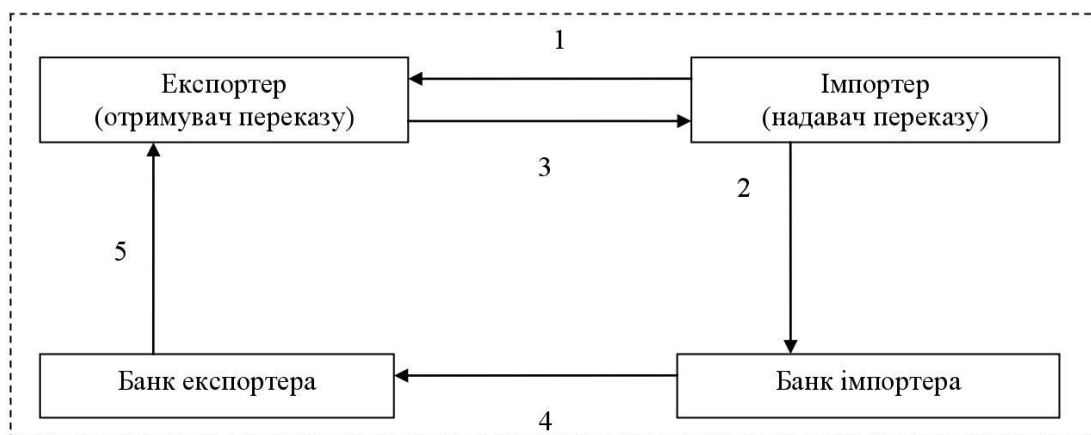 1
Експортер
(отримувач переказу)
Імпортер
(надавач переказу)
3
2
5
Банк експортера
Банк імпортера
4